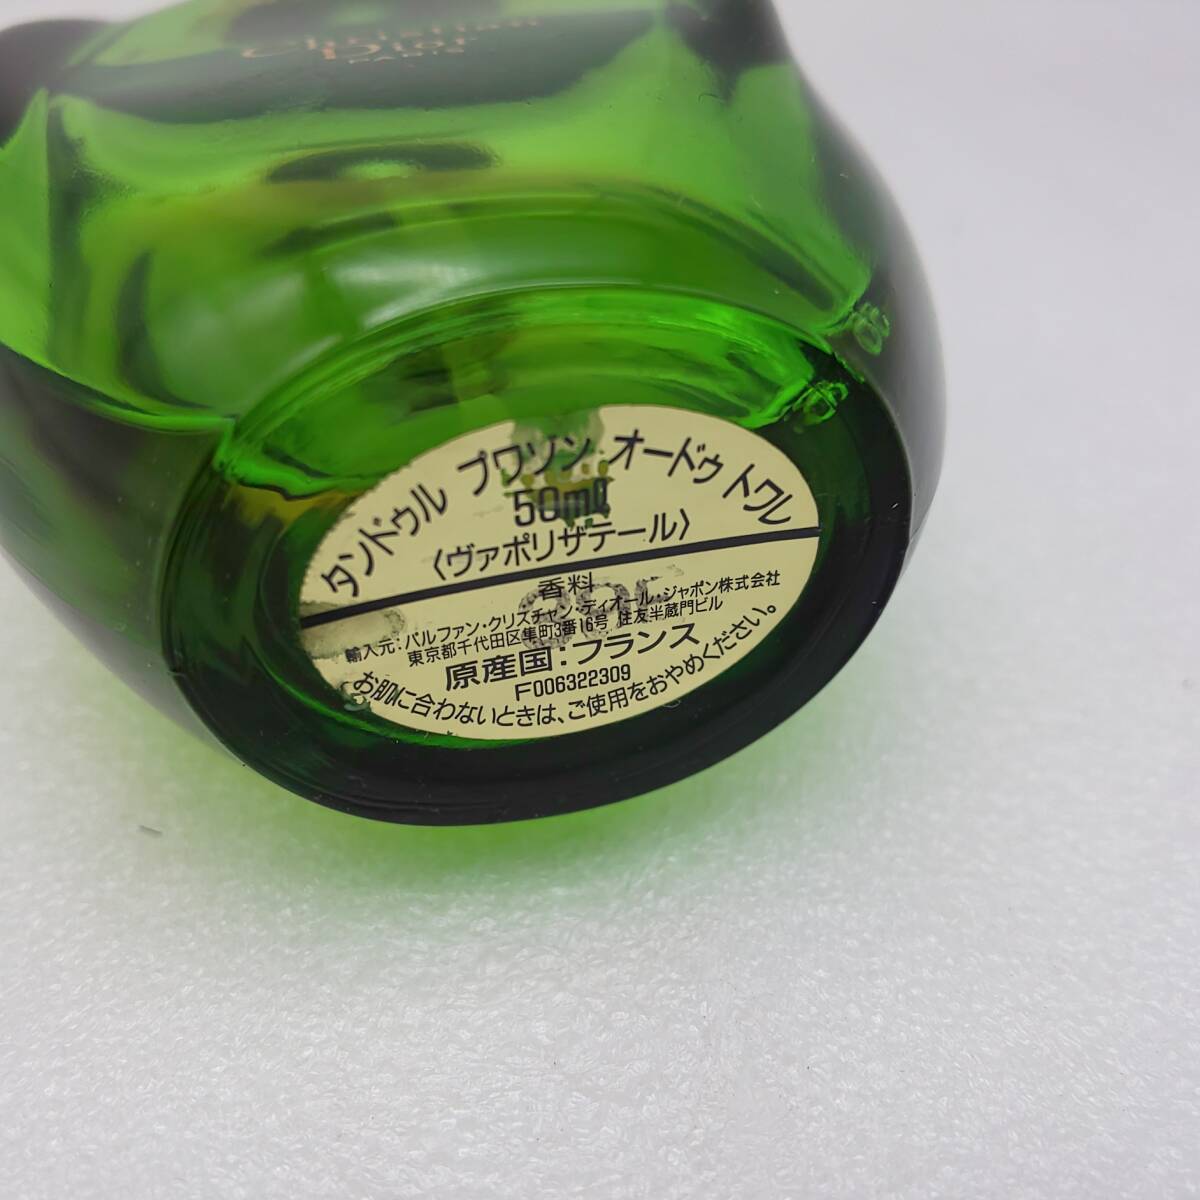 Christian
Dior
PARIS
タンドゥル プワゾン オードゥ トワレ
50ml
〈ヴァポリザテール〉
香料
輸入元：パルファン・クリスチャン・ディオール・ジャポン株式会社
東京都千代田区隼町3番16号 住友半蔵門ビル
原産国：フランス
F006322309
お肌に合わないときは、ご使用をおやめください。